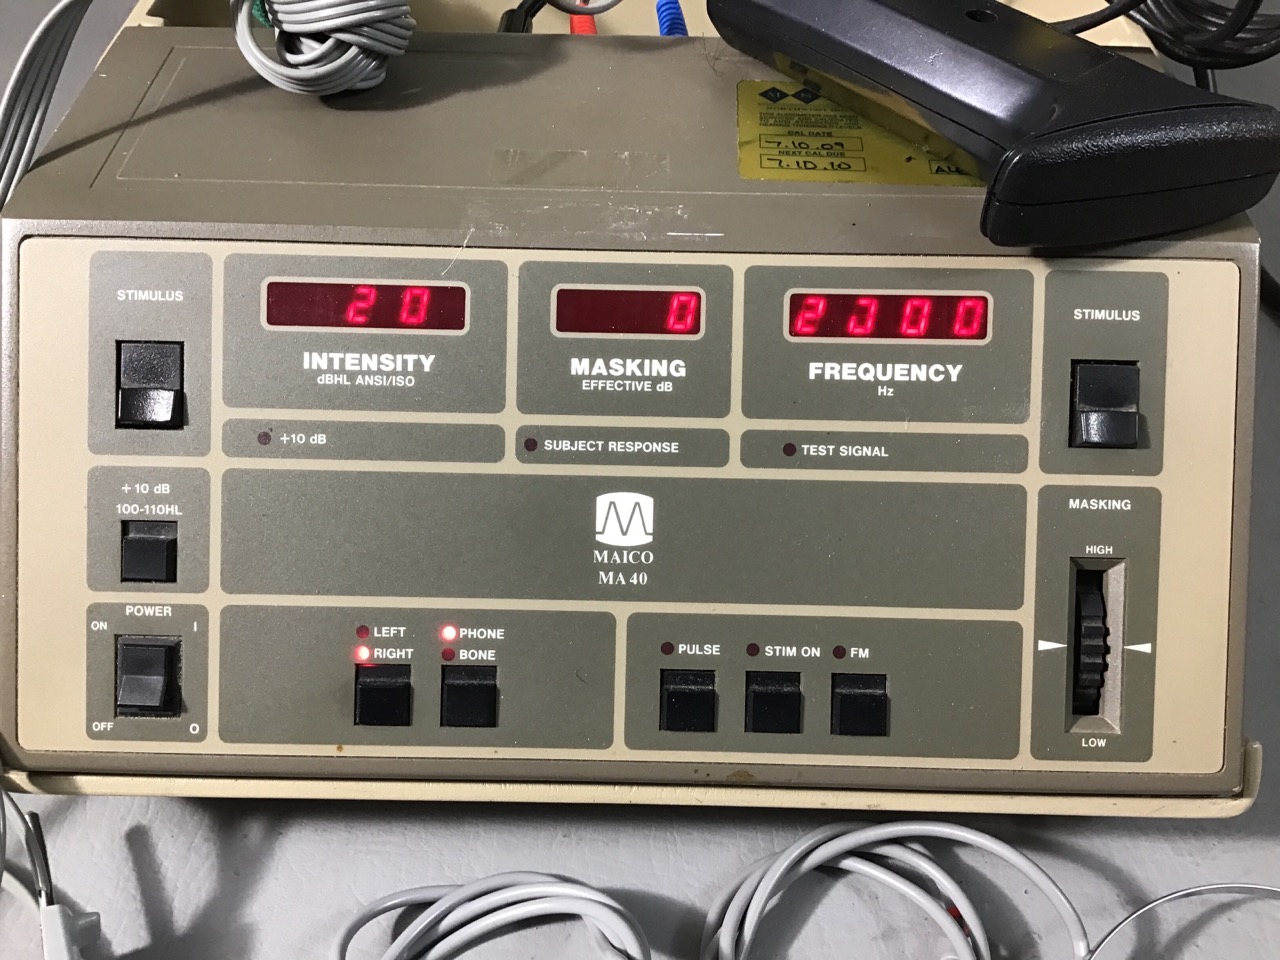 CAL DATE
7.10.09
NEXT CAL DUE
7.10.10
STIMULUS
20
INTENSITY
dBHL ANSI/ISO
0
MASKING
EFFECTIVE dB
2000
FREQUENCY
Hz
STIMULUS
+10 dB
SUBJECT RESPONSE
TEST SIGNAL
+10 dB
100-110HL
MAICO
MA 40
MASKING
HIGH
LOW
POWER
ON I
OFF O
LEFT
RIGHT
PHONE
BONE
PULSE
STIM ON
FM